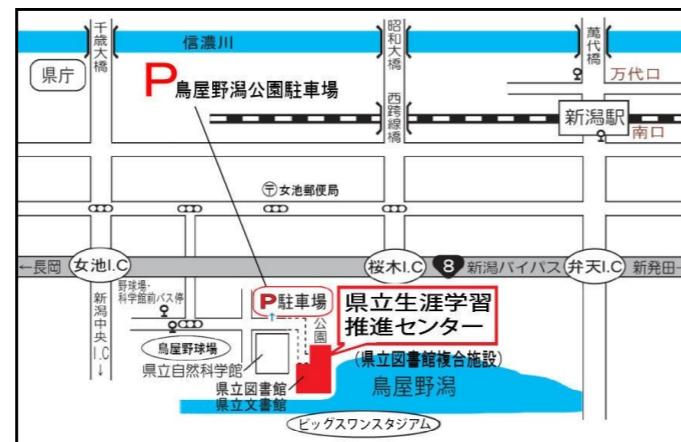 千歳大橋
信濃川
昭和大橋
萬代橋
県庁
P鳥屋野潟公園駐車場
西跨線橋
万代口
新潟駅
南口
〒女池郵便局
←長岡
女池I.C
桜木I.C
8
新潟バイパス
弁天I.C
新発田→
新潟中央I.C
↓
野球場・
科学館前バス停
P駐車場
↑
公園
県立生涯学習
推進センター
(県立図書館複合施設)
鳥屋野球場
県立自然科学館
県立図書館
県立文書館
鳥屋野潟
ビッグスワンスタジアム